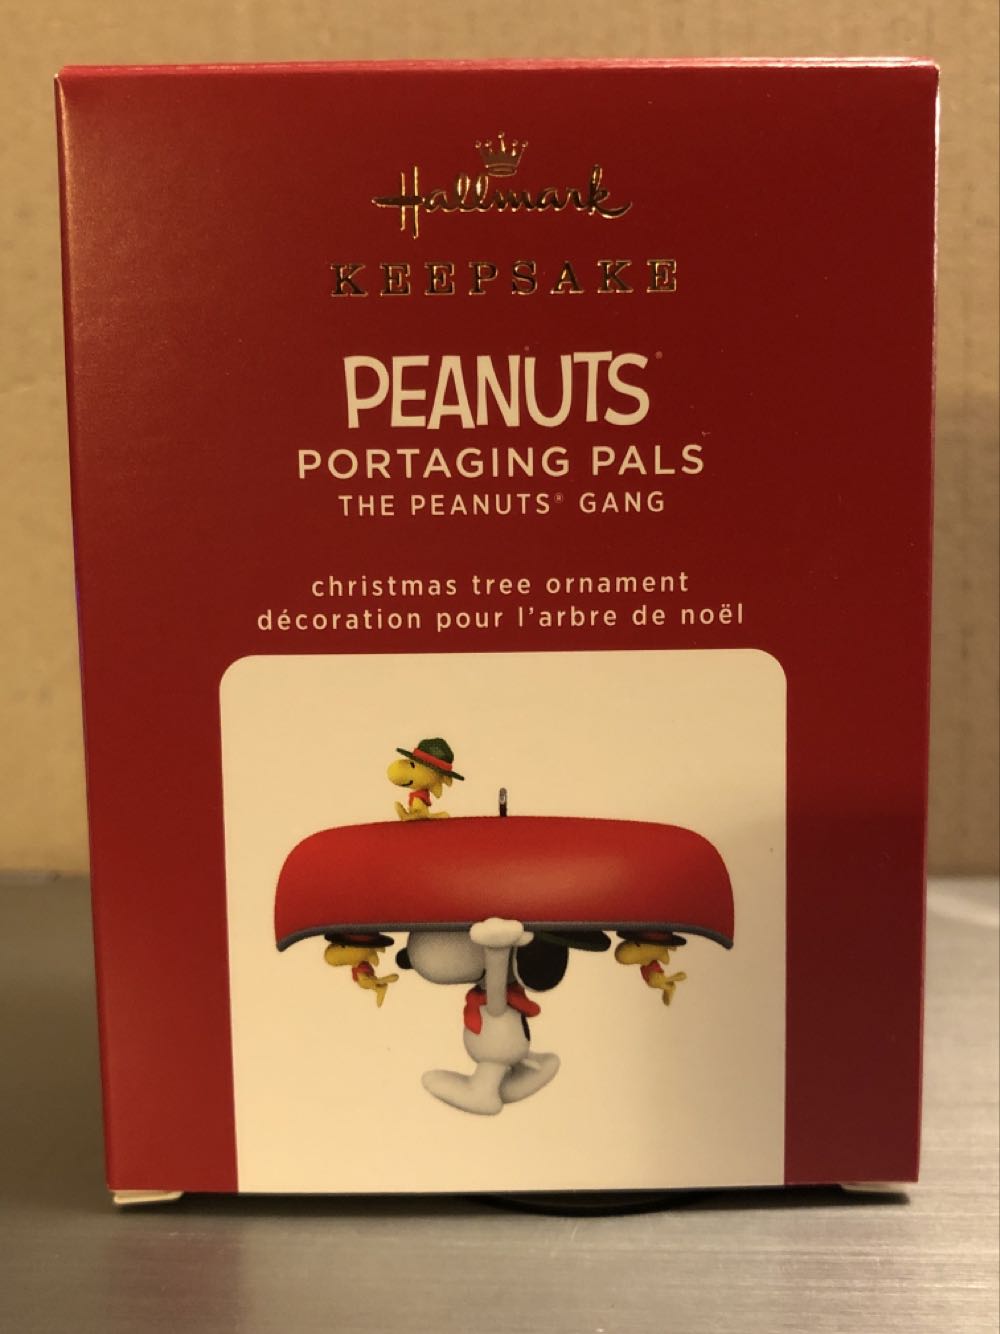 Hallmark
KEEPSAKE
PEANUTS
PORTAGING PALS
THE PEANUTS® GANG
christmas tree ornament
décoration pour l'arbre de noël